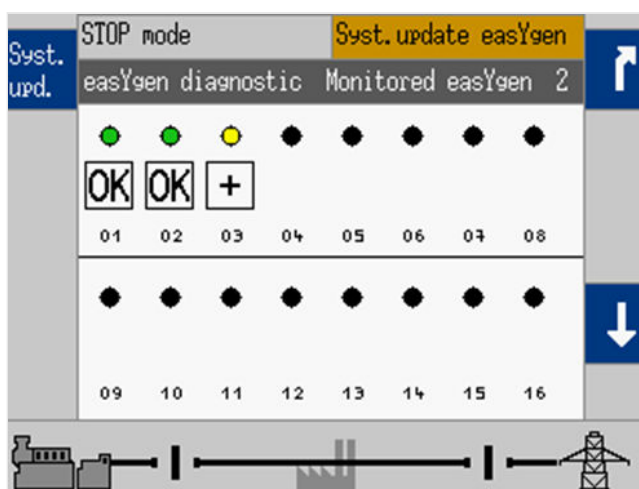 Syst.
upd.
STOP mode
Syst.update easYgen
easYgen diagnostic Monitored easYgen 2
OK OK +
01 02 03 04 05 06 07 08
09 10 11 12 13 14 15 16